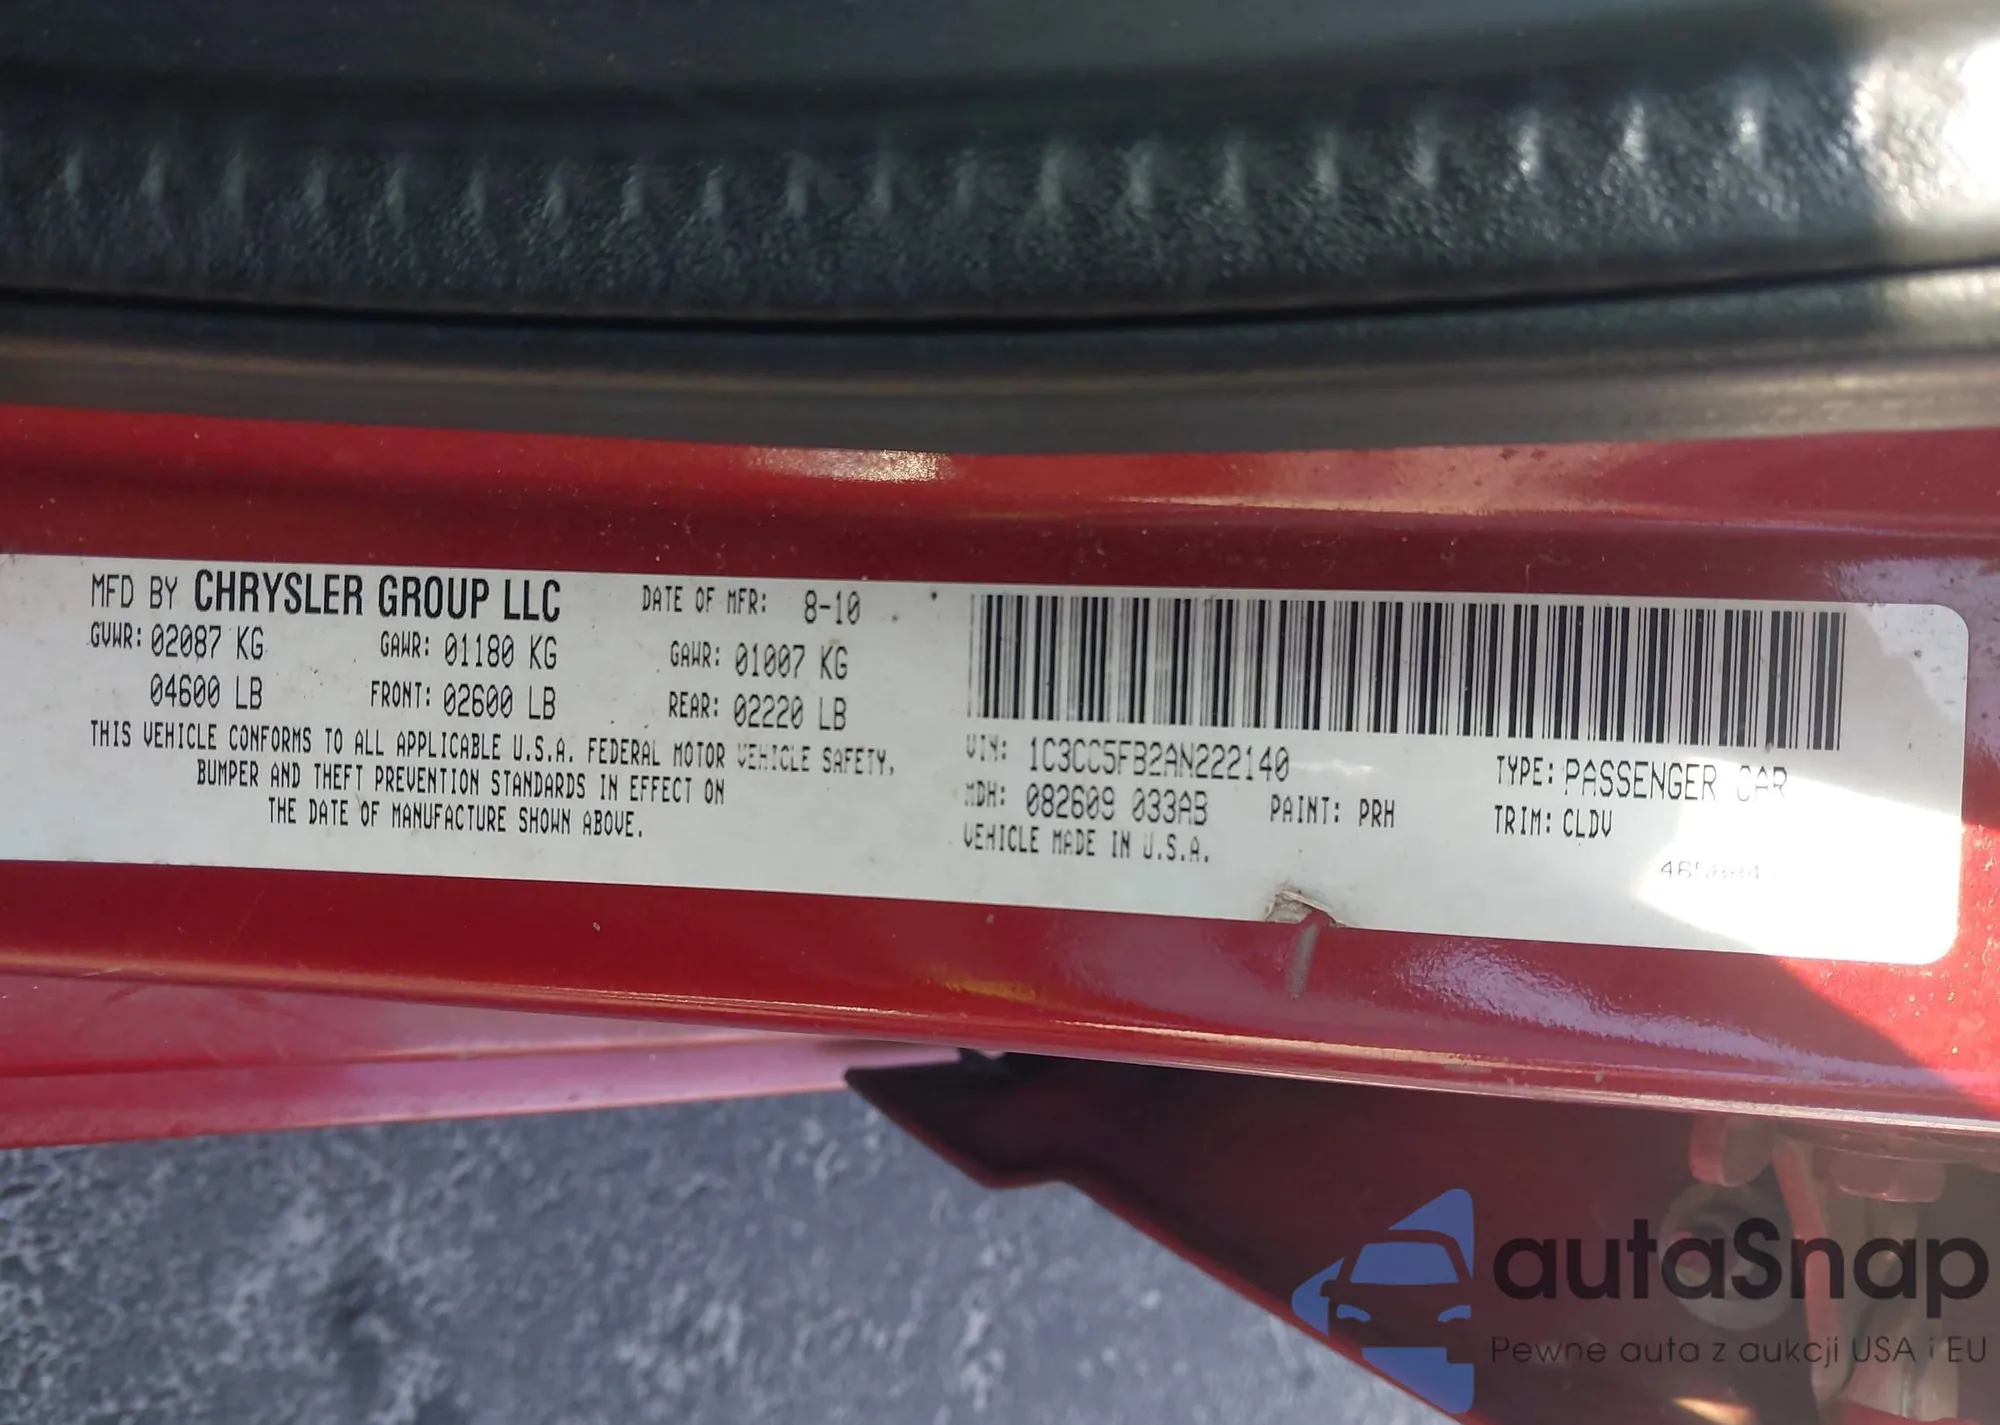 MFD BY CHRYSLER GROUP LLC DATE OF MFR: 8-10
GVWR: 02087 KG GAWR: 01180 KG GAWR: 01007 KG
04600 LB FRONT: 02600 LB REAR: 02220 LB
THIS VEHICLE CONFORMS TO ALL APPLICABLE U.S.A. FEDERAL MOTOR VEHICLE SAFETY,
BUMPER AND THEFT PREVENTION STANDARDS IN EFFECT ON
THE DATE OF MANUFACTURE SHOWN ABOVE.
VIN: 1C3CC5FB2AN222140 TYPE: PASSENGER CAR
MDH: 082609 033AB PAINT: PRH TRIM: CLDV
VEHICLE MADE IN U.S.A.
autaSnap
Pewne auta z aukcji USA i EU